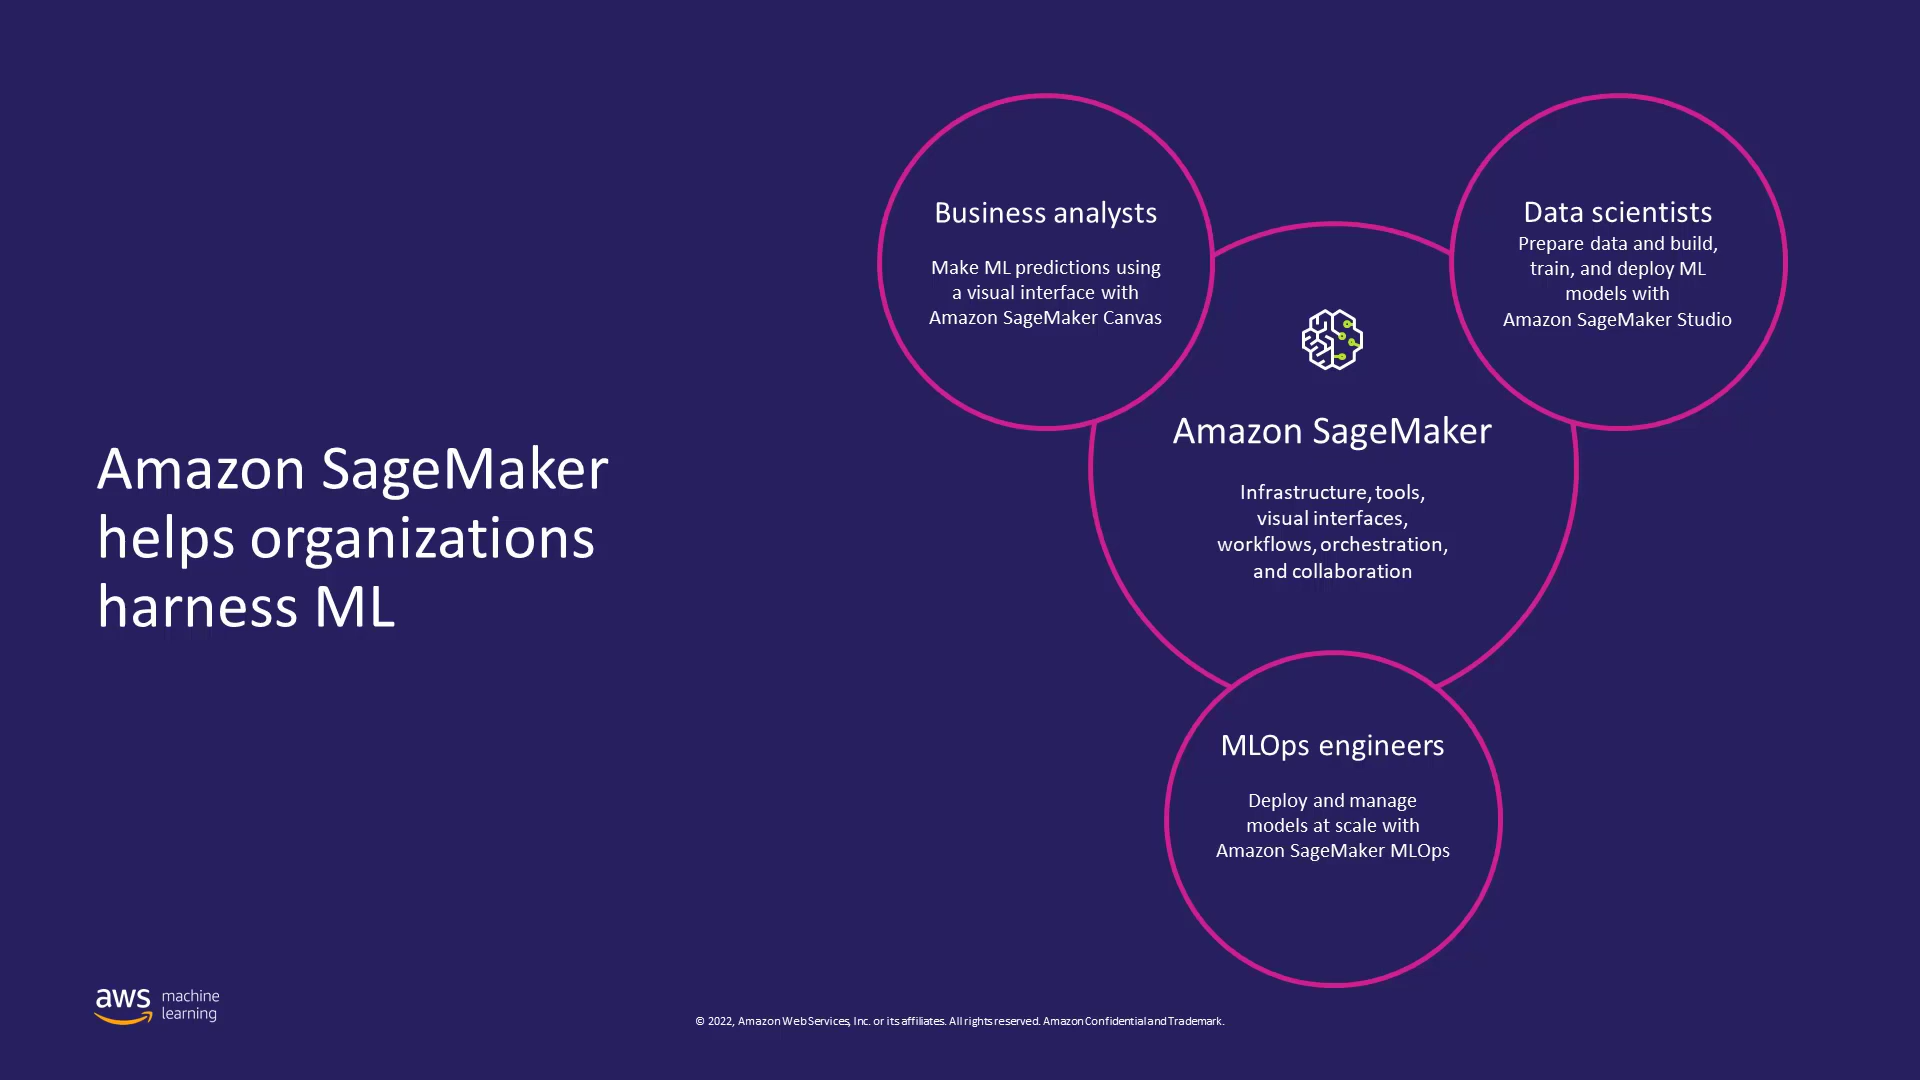 Amazon SageMaker
helps organizations
harness ML
Business analysts
Make ML predictions using
a visual interface with
Amazon SageMaker Canvas
Data scientists
Prepare data and build,
train, and deploy ML
models with
Amazon SageMaker Studio
Amazon SageMaker
Infrastructure, tools,
visual interfaces,
workflows, orchestration,
and collaboration
MLOps engineers
Deploy and manage
models at scale with
Amazon SageMaker MLOps
aws machine
learning
© 2022, Amazon Web Services, Inc. or its affiliates. All rights reserved. Amazon Confidential and Trademark.